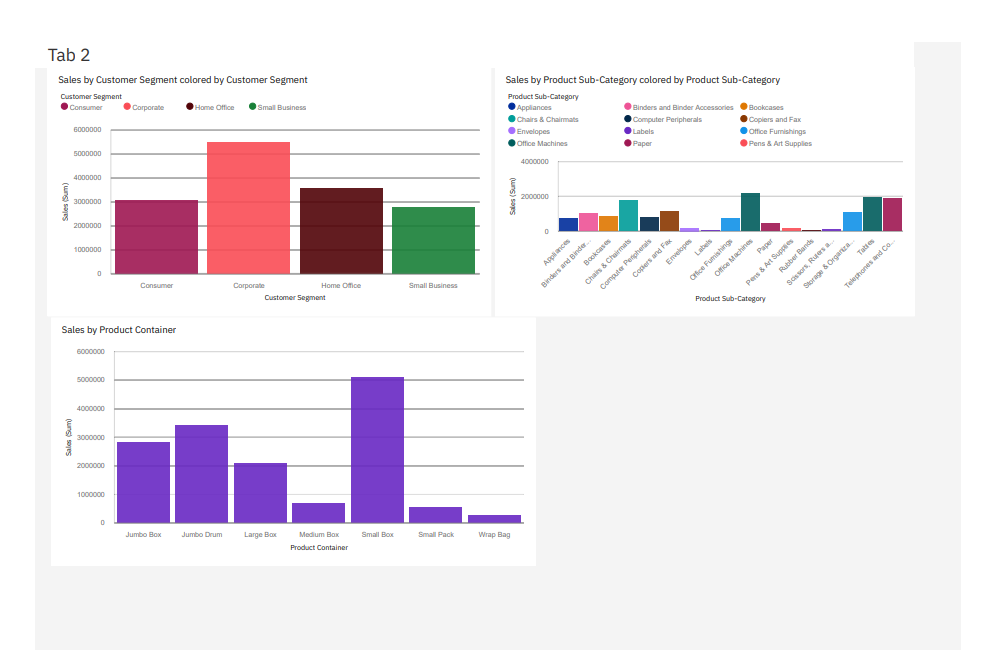 Tab 2
Sales by Customer Segment colored by Customer Segment
Customer Segment
Consumer Corporate Home Office Small Business
6000000
5000000
4000000
3000000
2000000
1000000
0
Sales (Sum)
Consumer Corporate Home Office Small Business
Customer Segment
Sales by Product Sub-Category colored by Product Sub-Category
Product Sub-Category
Appliances Binders and Binder Accessories Bookcases
Chairs & Chairmats Computer Peripherals Copiers and Fax
Envelopes Labels Office Furnishings
Office Machines Paper Pens & Art Supplies
4000000
2000000
0
Sales (Sum)
Appliances
Binders and Binder...
Bookcases
Chairs & Chairmats
Computer Peripherals
Copiers and Fax
Envelopes
Labels
Office Furnishings
Office Machines
Paper
Pens & Art Supplies
Rubber Bands
Scissors, Rulers a...
Storage & Organiza...
Tables
Telephones and Co...
Product Sub-Category
Sales by Product Container
6000000
5000000
4000000
3000000
2000000
1000000
0
Sales (Sum)
Jumbo Box Jumbo Drum Large Box Medium Box Small Box Small Pack Wrap Bag
Product Container